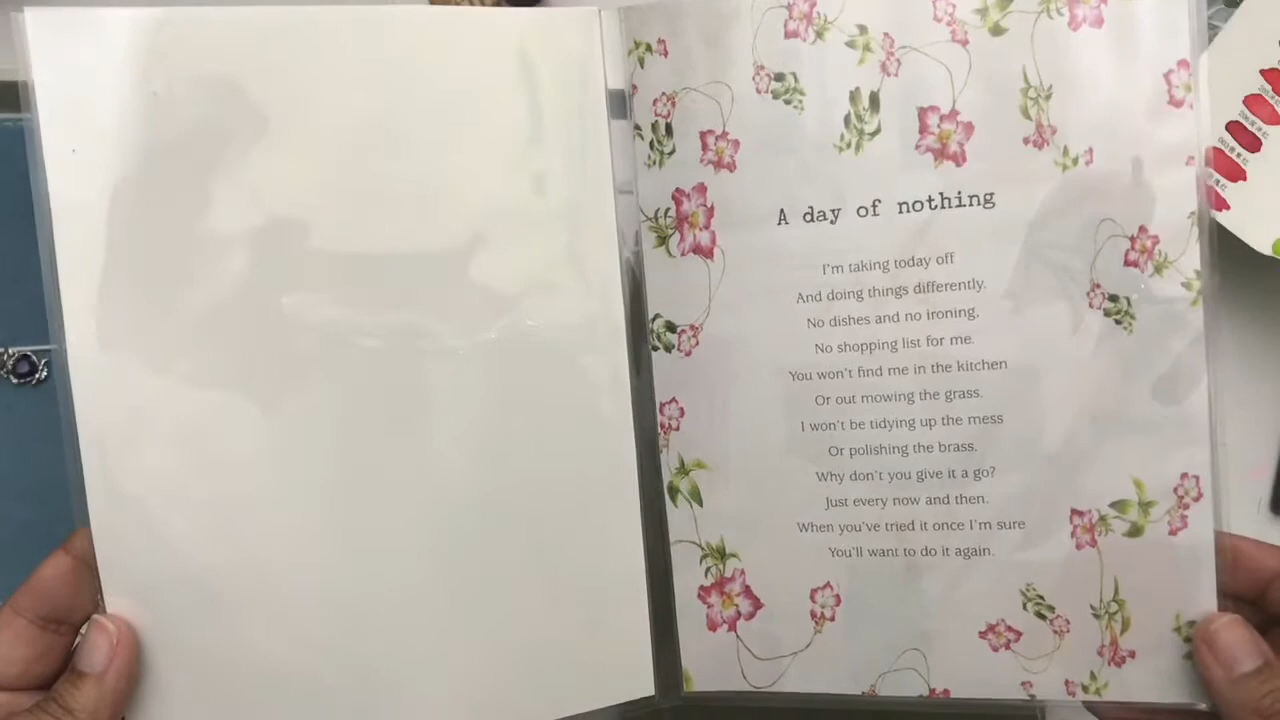 A day of nothing
I'm taking today off
And doing things differently.
No dishes and no ironing,
No shopping list for me.
You won't find me in the kitchen
Or out mowing the grass.
I won't be tidying up the mess
Or polishing the brass.
Why don't you give it a go?
Just every now and then.
When you've tried it once I'm sure
You'll want to do it again.